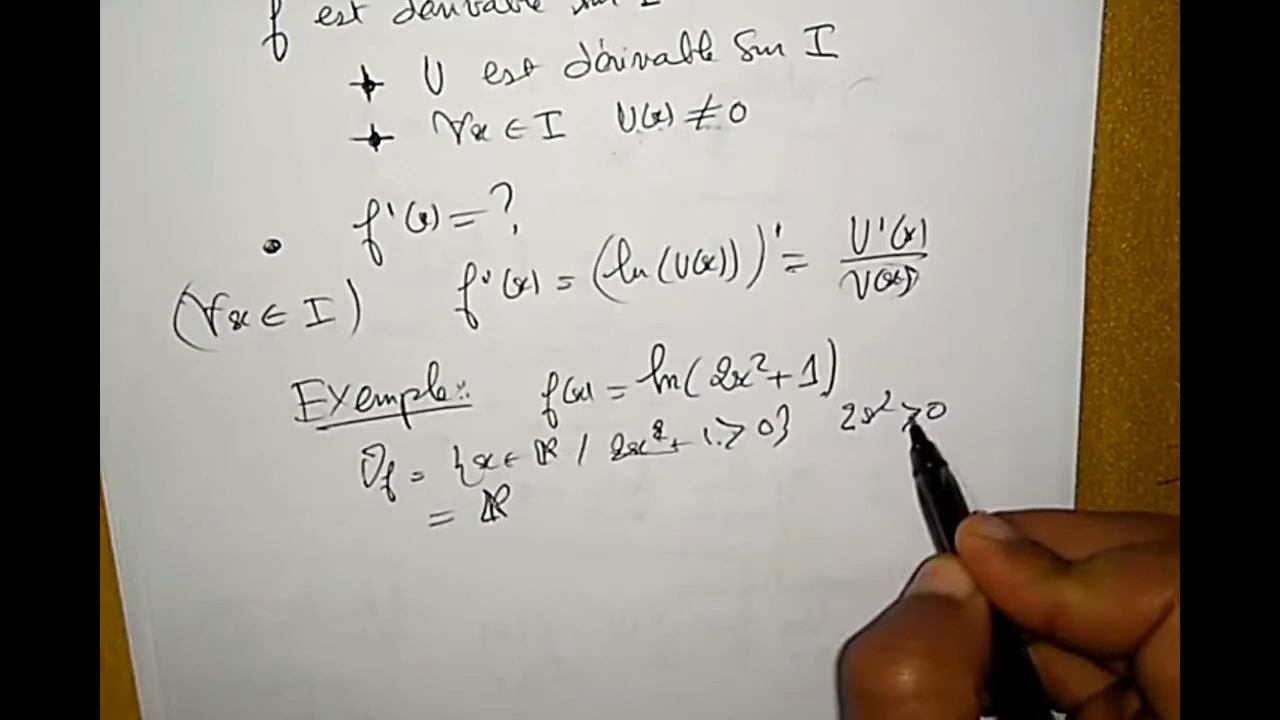 f est dérivable sur I
+ U est dérivable sur I
+ ∀x ∈ I U(x) ≠ 0
• f'(x) = ?
(∀x ∈ I) f'(x) = (ln(U(x)))' = U'(x) / U(x)
Exemple: f(x) = ln(2x² + 1)
Df = {x ∈ ℝ / 2x² + 1 > 0} 2x² ≥ 0
= ℝ